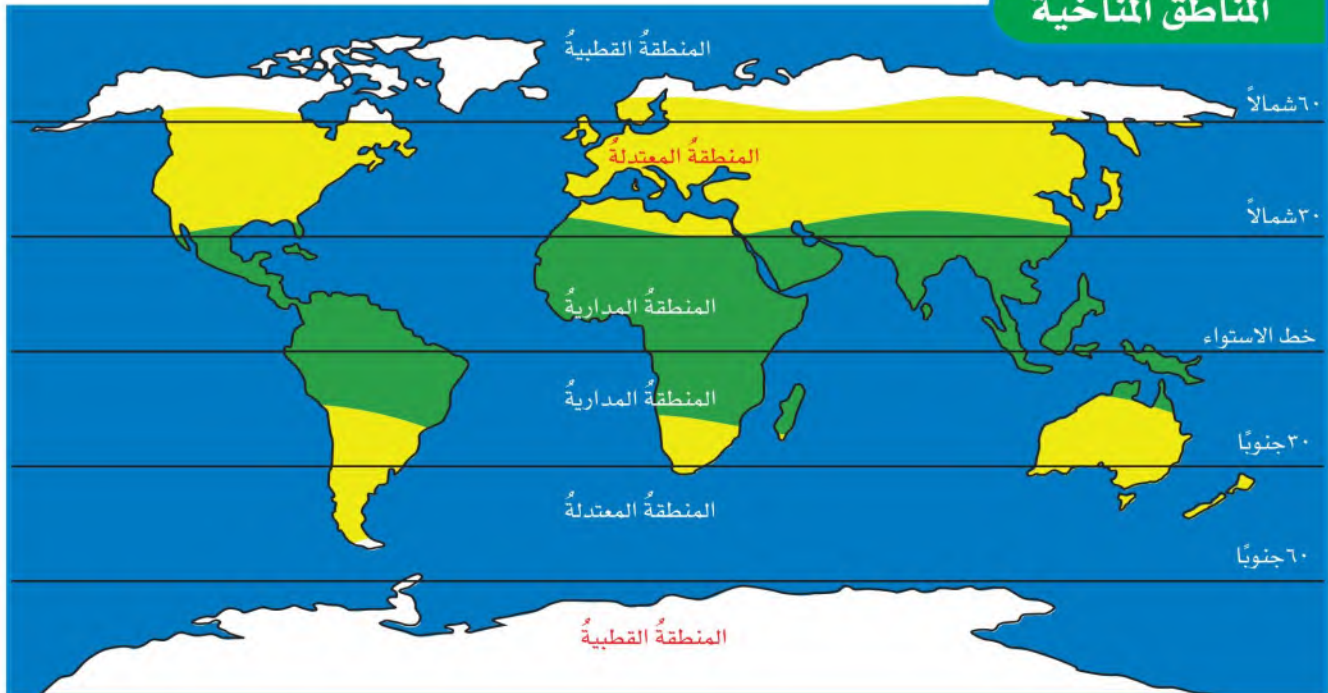 المناطق المناخية
المنطقةُ القطبيةُ
٦٠شمالاً
المنطقةُ المعتدلةُ
٣٠شمالاً
المنطقةُ المداريةُ
خط الاستواء
المنطقةُ المداريةُ
٣٠جنوبًا
المنطقةُ المعتدلةُ
٦٠جنوبًا
المنطقةُ القطبيةُ